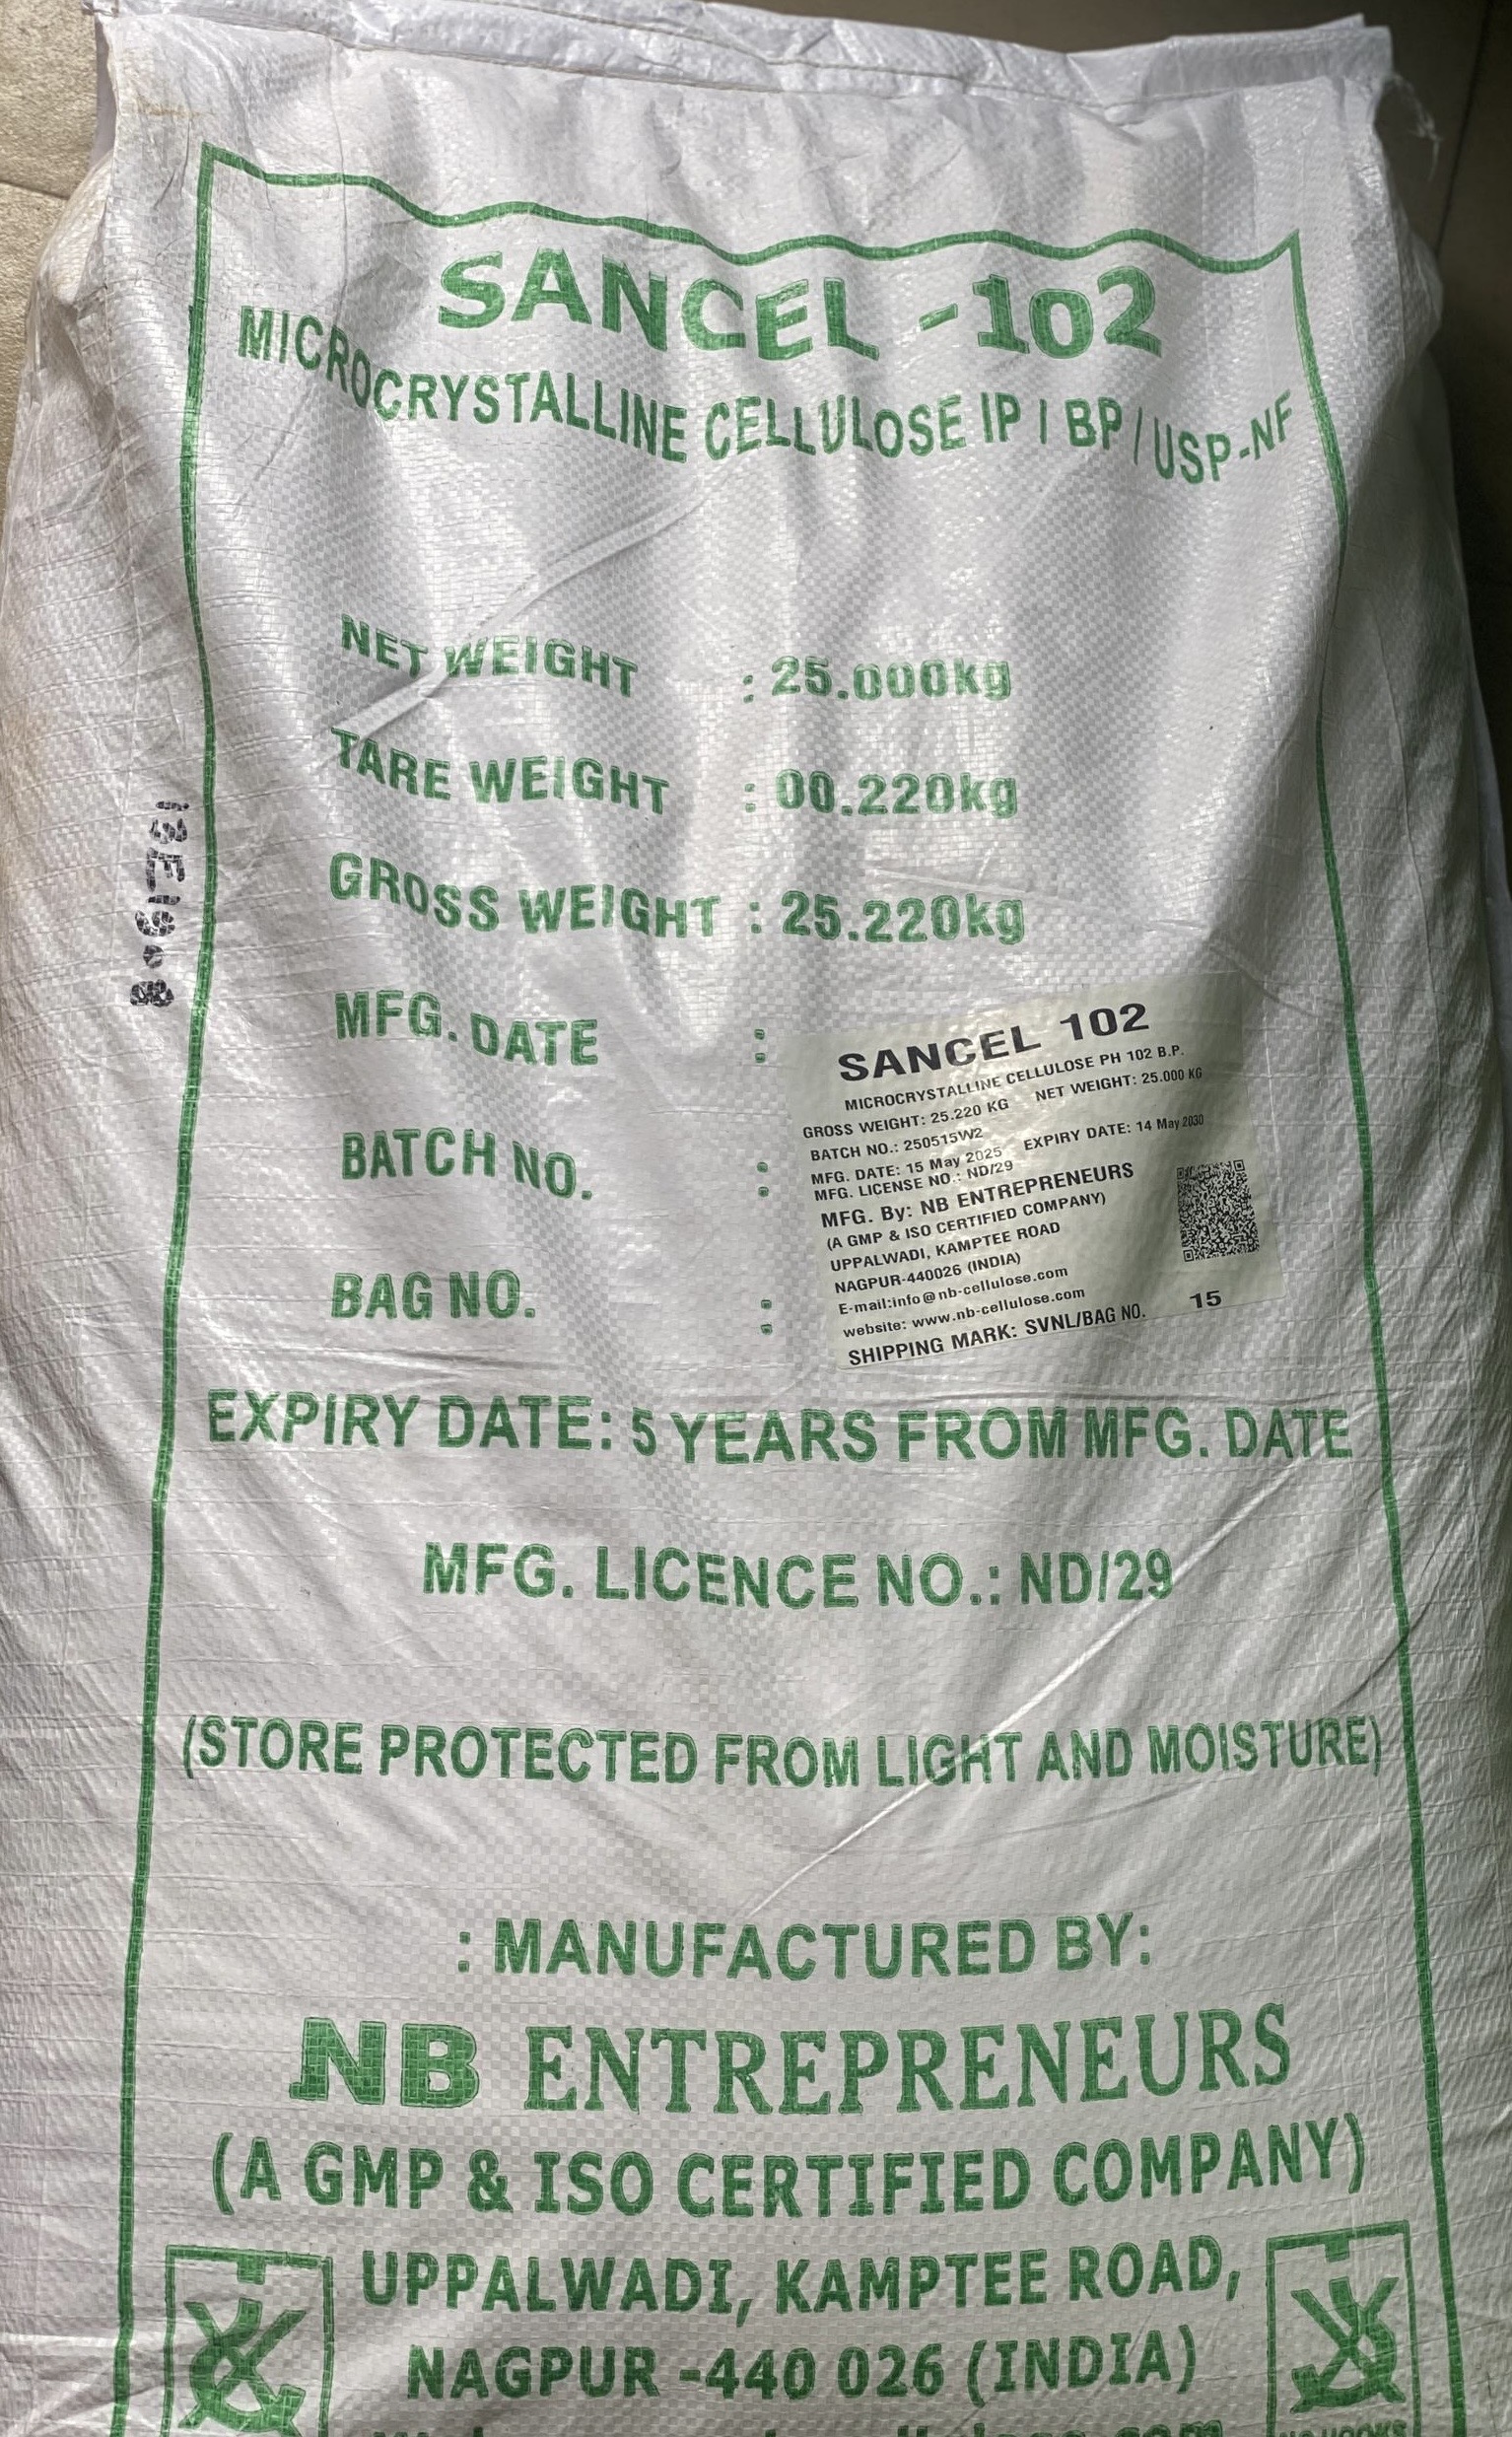 SANCEL -102
MICROCRYSTALLINE CELLULOSE IP / BP / USP-NF
NET WEIGHT : 25.000kg
TARE WEIGHT : 00.220kg
GROSS WEIGHT : 25.220kg
MFG. DATE :
BATCH NO. :
BAG NO. :
SANCEL 102
MICROCRYSTALLINE CELLULOSE PH 102 B.P.
GROSS WEIGHT: 25.220 KG NET WEIGHT: 25.000 KG
BATCH NO.: 250515W2
MFG. DATE: 15 May 2025 EXPIRY DATE: 14 May 2030
MFG. LICENSE NO.: ND/29
MFG. By: NB ENTREPRENEURS
(A GMP & ISO CERTIFIED COMPANY)
UPPALWADI, KAMPTEE ROAD
NAGPUR-440026 (INDIA)
E-mail:info@nb-cellulose.com
website: www.nb-cellulose.com
SHIPPING MARK: SVNL/BAG NO. 15
EXPIRY DATE: 5 YEARS FROM MFG. DATE
MFG. LICENCE NO.: ND/29
(STORE PROTECTED FROM LIGHT AND MOISTURE)
: MANUFACTURED BY:
NB ENTREPRENEURS
(A GMP & ISO CERTIFIED COMPANY)
UPPALWADI, KAMPTEE ROAD,
NAGPUR -440 026 (INDIA)
NO HOOKS